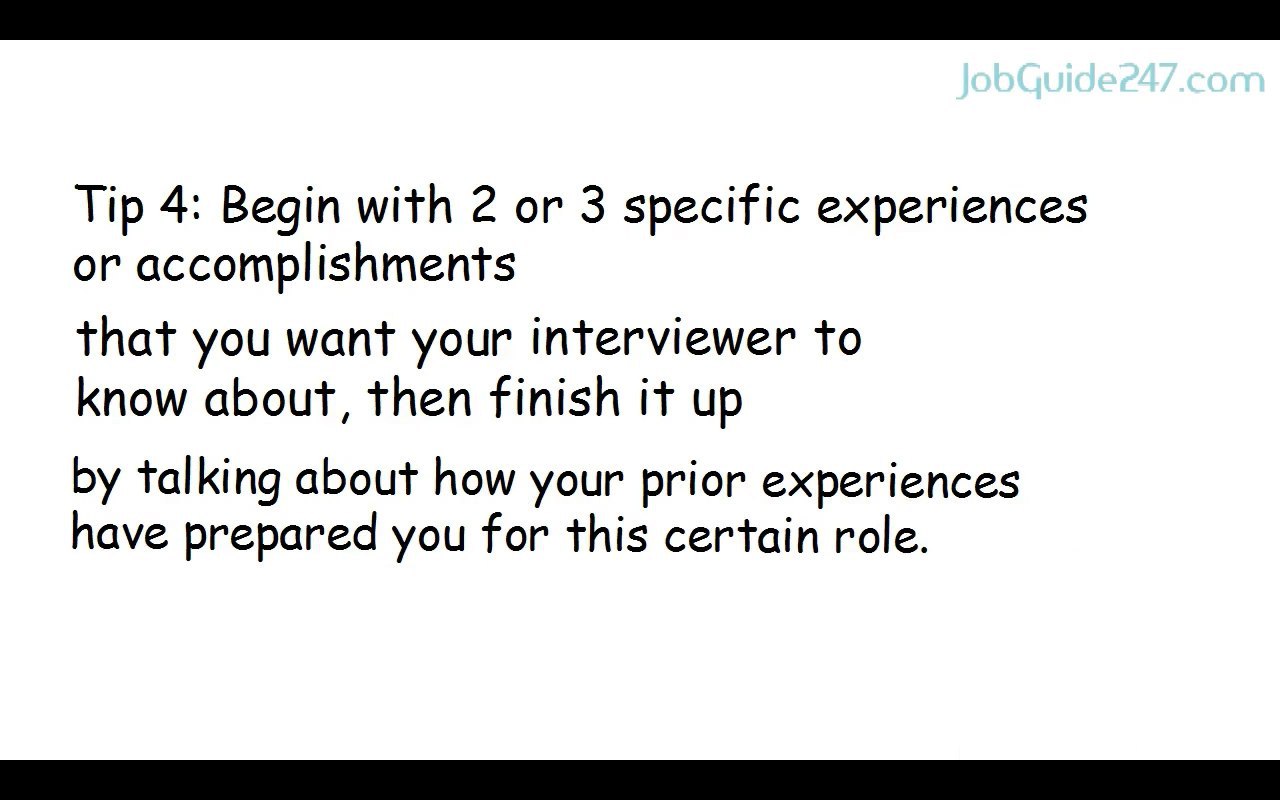 JobGuide247.com
Tip 4: Begin with 2 or 3 specific experiences
or accomplishments
that you want your interviewer to
know about, then finish it up
by talking about how your prior experiences
have prepared you for this certain role.